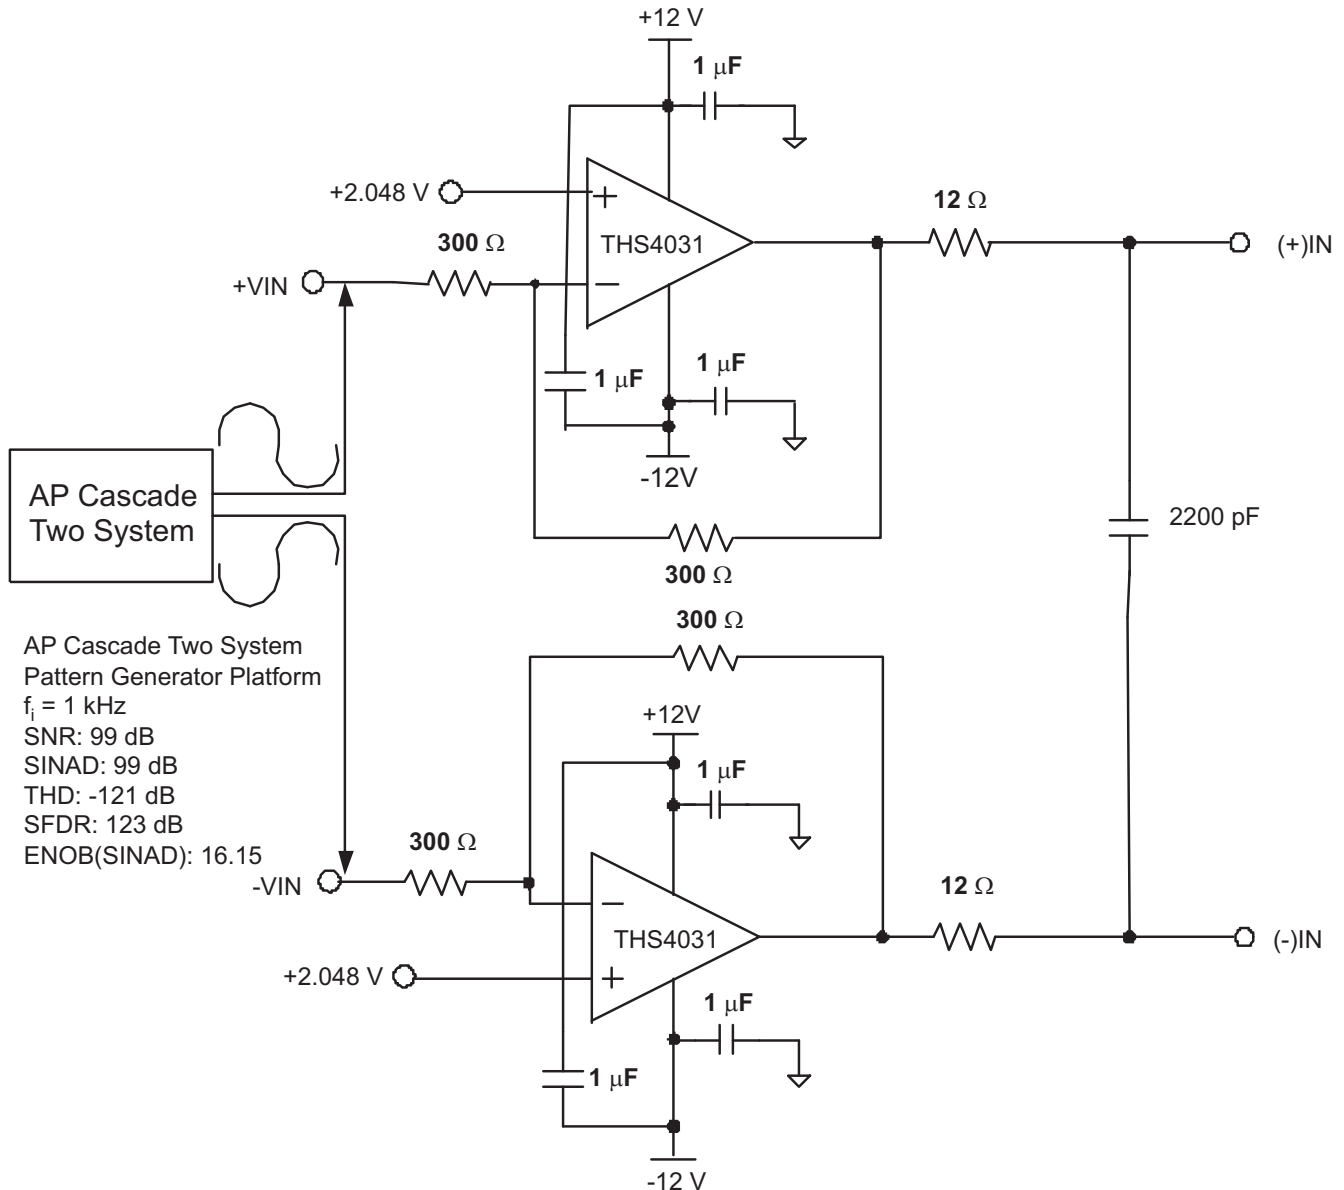 +12 V
1 μF
+2.048 V
+
THS4031
12 Ω
(+)IN
300 Ω
+VIN
−
1 μF
1 μF
-12V
AP Cascade
Two System
2200 pF
300 Ω
300 Ω
AP Cascade Two System
Pattern Generator Platform
fi = 1 kHz
SNR: 99 dB
SINAD: 99 dB
THD: -121 dB
SFDR: 123 dB
ENOB(SINAD): 16.15
+12V
1 μF
300 Ω
-VIN
−
THS4031
12 Ω
(-)IN
+2.048 V
+
1 μF
1 μF
-12 V